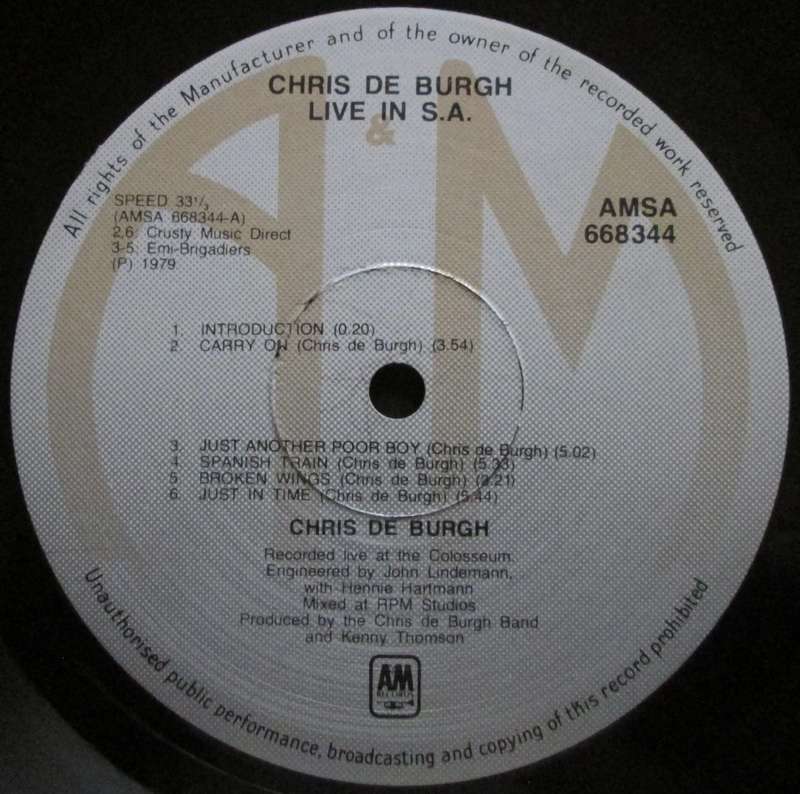 All rights of the Manufacturer and of the owner of the recorded work reserved
CHRIS DE BURGH
LIVE IN S.A.
A&M
SPEED 33⅓
(AMSA 668344-A)
2,6: Crusty Music Direct
3-5: Emi-Brigadiers
(P) 1979
AMSA
668344
1. INTRODUCTION (0.20)
2. CARRY ON (Chris de Burgh) (3.54)
3. JUST ANOTHER POOR BOY (Chris de Burgh) (5.02)
4. SPANISH TRAIN (Chris de Burgh) (5.33)
5. BROKEN WINGS (Chris de Burgh) (3.21)
6. JUST IN TIME (Chris de Burgh) (5.44)
CHRIS DE BURGH
Recorded live at the Colosseum.
Engineered by John Lindemann,
with Hennie Hartmann
Mixed at RPM Studios
Produced by the Chris de Burgh Band
and Kenny Thomson
AM
RECORDS
Unauthorised public performance, broadcasting and copying of this record prohibited